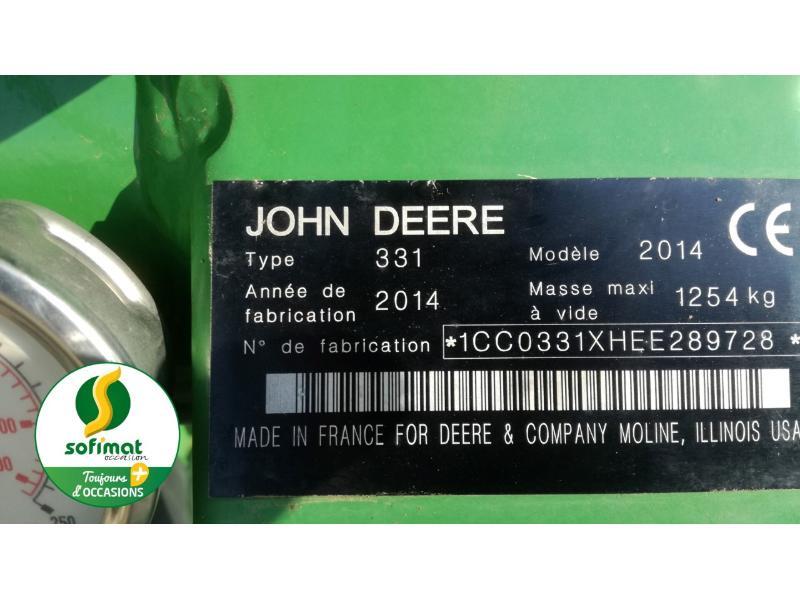 JOHN DEERE
CE
Type 331 Modèle 2014
Année de fabrication 2014 Masse maxi à vide 1254 kg
N° de fabrication *1CC0331XHEE289728 *
MADE IN FRANCE FOR DEERE & COMPANY MOLINE, ILLINOIS USA
sofimat
occasion
Toujours +
d'OCCASIONS
250